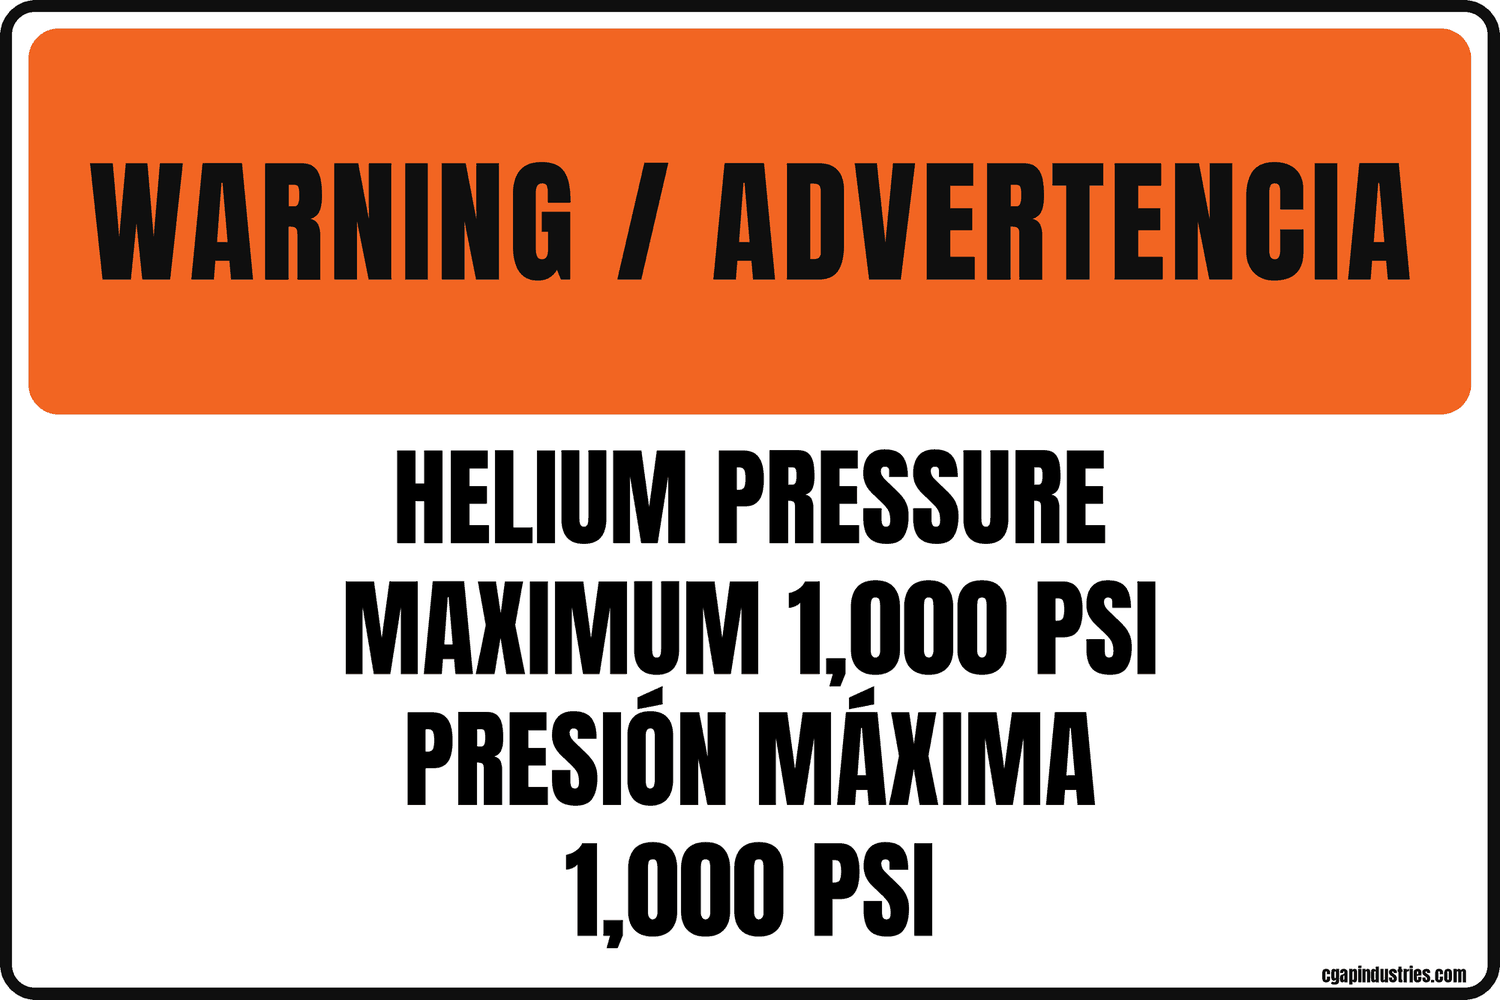 WARNING / ADVERTENCIA
HELIUM PRESSURE
MAXIMUM 1,000 PSI
PRESIÓN MÁXIMA
1,000 PSI
cgapindustries.com